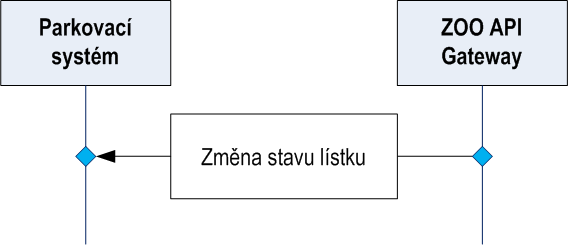 Parkovací
systém
ZOO API
Gateway
Změna stavu lístku